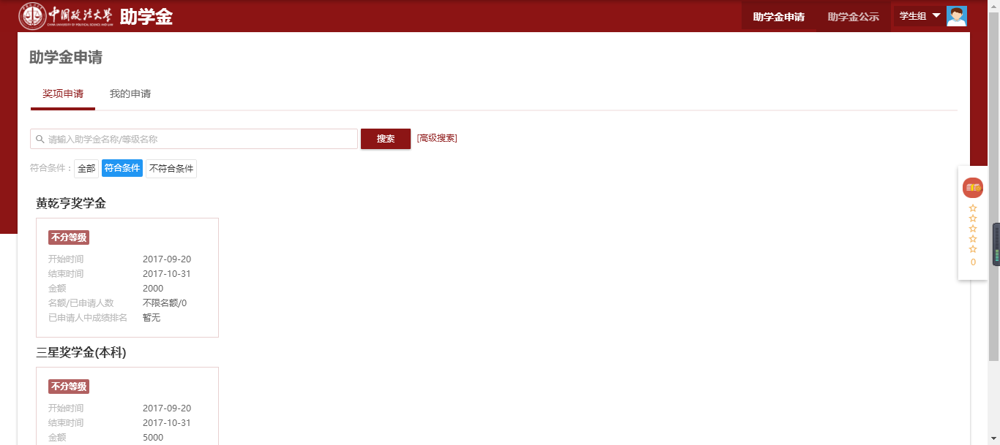 中国政法大学 助学金
CHINA UNIVERSITY OF POLITICAL SCIENCE AND LAW
助学金申请 助学金公示 学生组
助学金申请
奖项申请 我的申请
请输入助学金名称/等级名称 搜索 [高级搜索]
符合条件： 全部 符合条件 不符合条件
黄乾亨奖学金
不分等级
开始时间 2017-09-20
结束时间 2017-10-31
金额 2000
名额/已申请人数 不限名额/0
已申请人中成绩排名 暂无
三星奖学金(本科)
不分等级
开始时间 2017-09-20
结束时间 2017-10-31
金额 5000
0